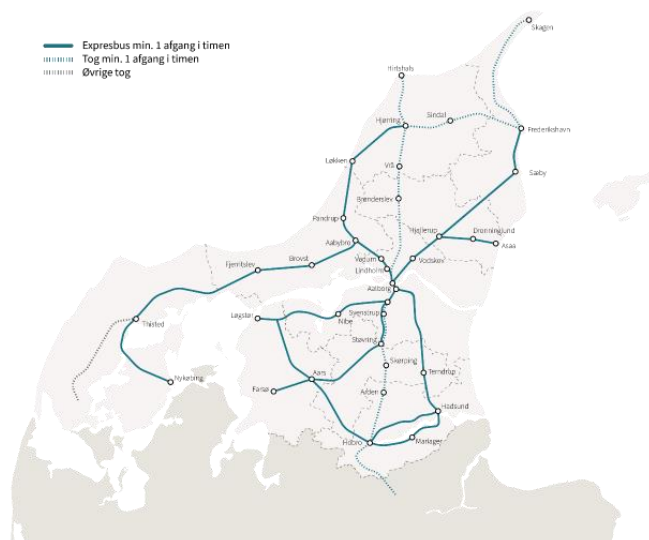 Expresbus min. 1 afgang i timen
Tog min. 1 afgang i timen
Øvrige tog
Skagen
Hirtshals
Hjørring
Sindal
Frederikshavn
Løkken
Vrå
Sæby
Brønderslev
Pandrup
Hjallerup
Dronninglund
Aabybro
Asaa
Vadum
Vodskov
Brovst
Fjerritslev
Lindholm
Aalborg
Løgstør
Svenstrup
Nibe
Thisted
Støvring
Skørping
Terndrup
Nykøbing
Aars
Farsø
Arden
Hadsund
Hobro
Mariager